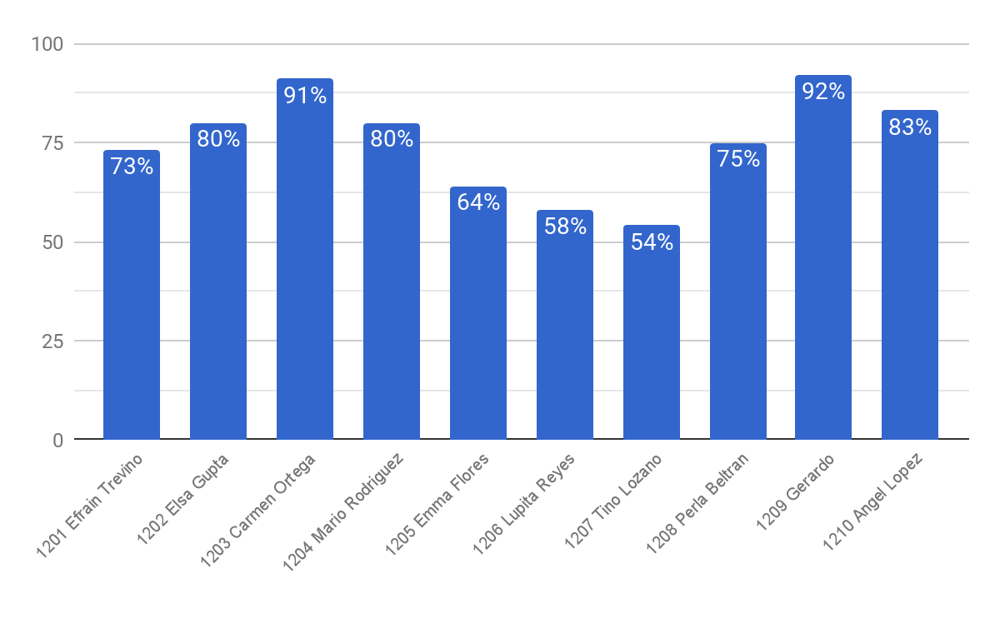 100
75
50
25
0
73%
80%
91%
80%
64%
58%
54%
75%
92%
83%
1201 Efrain Trevino
1202 Elsa Gupta
1203 Carmen Ortega
1204 Mario Rodriguez
1205 Emma Flores
1206 Lupita Reyes
1207 Tino Lozano
1208 Perla Beltran
1209 Gerardo
1210 Angel Lopez